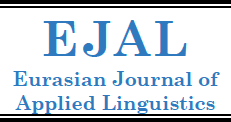 EJAL
Eurasian Journal of
Applied Linguistics